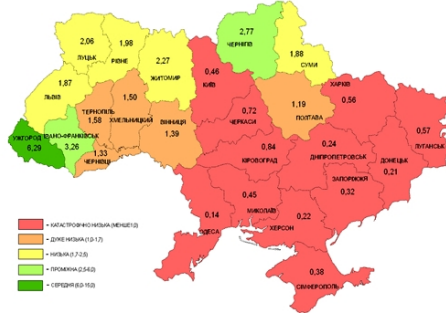 2,06
ЛУЦЬК
1,98
РІВНЕ
2,27
ЖИТОМИР
0,46
КИЇВ
2,77
ЧЕРНІГІВ
1,88
СУМИ
1,87
ЛЬВІВ
ТЕРНОПІЛЬ
1,58
1,50
ХМЕЛЬНИЦКИЙ
ВІННИЦЯ
1,39
0,72
ЧЕРКАСИ
1,19
ПОЛТАВА
ХАРКІВ
0,56
УЖГОРОД
6,29
ІВАНО-ФРАНКІВСЬК
3,26
1,33
ЧЕРНІВЦІ
0,84
КІРОВОГРАД
0,24
ДНІПРОПЕТРОВСЬК
0,57
ЛУГАНСЬК
ДОНЕЦЬК
0,21
ЗАПОРІЖЖЯ
0,32
0,14
ОДЕСА
0,45
МИКОЛАЇВ
0,22
ХЕРСОН
0,38
СІМФЕРОПОЛЬ
= КАТАСТРОФІЧНО НИЗЬКА (МЕНШЕ1,0)
= ДУЖЕ НИЗЬКА (1,0-1,7)
= НИЗЬКА (1,7-2,5)
= ПРОМІЖНА (2,5-6,0)
= СЕРЕДНЯ (6,0-16,0)